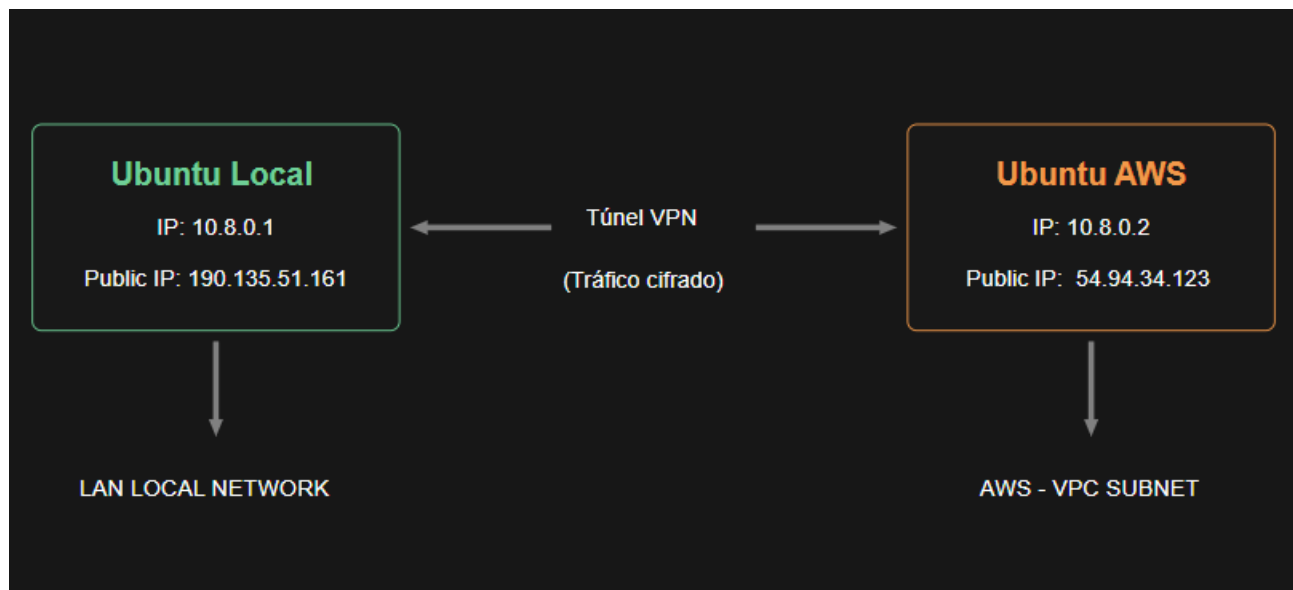 Ubuntu Local
IP: 10.8.0.1
Public IP: 190.135.51.161
Túnel VPN
(Tráfico cifrado)
Ubuntu AWS
IP: 10.8.0.2
Public IP: 54.94.34.123
LAN LOCAL NETWORK
AWS - VPC SUBNET